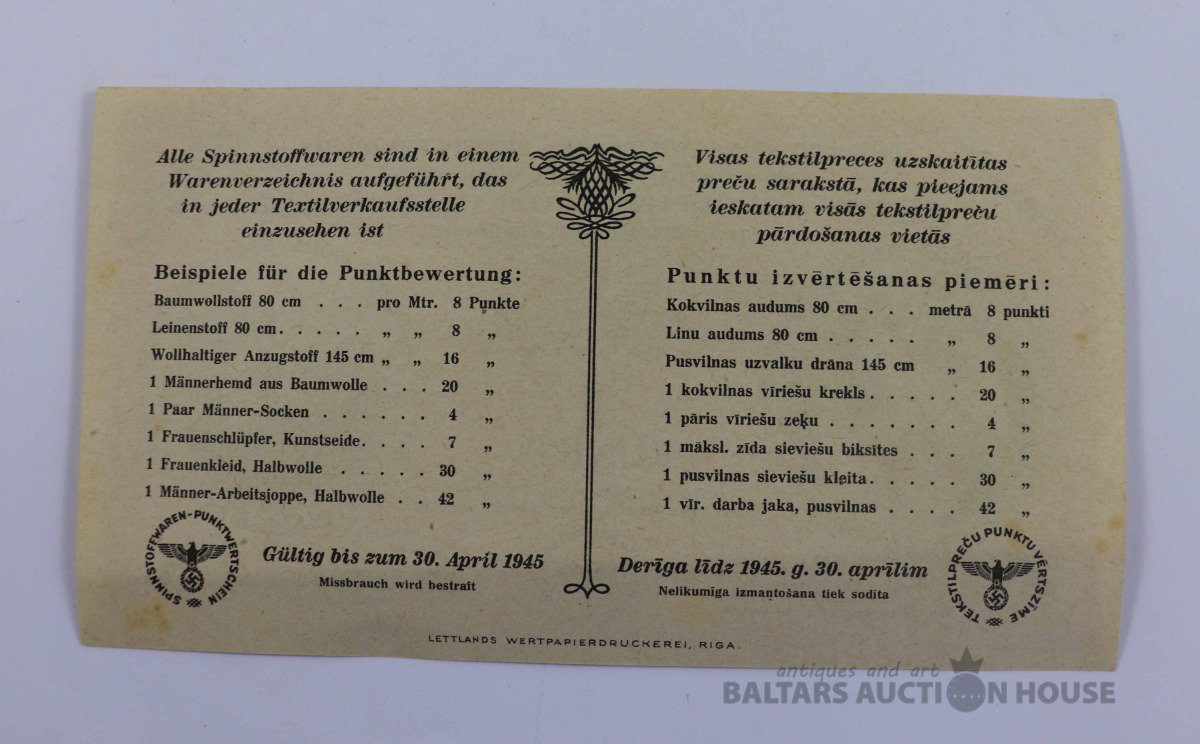 Alle Spinnstoffwaren sind in einem
Warenverzeichnis aufgeführt, das
in jeder Textilverkaufsstelle
einzusehen ist
Beispiele für die Punktbewertung:
Baumwollstoff 80 cm . . . pro Mtr. 8 Punkte
Leinenstoff 80 cm. . . . . „ „ 8 „
Wollhaltiger Anzugstoff 145 cm „ „ 16 „
1 Männerhemd aus Baumwolle . . . 20 „
1 Paar Männer-Socken . . . . . . 4 „
1 Frauenschlüpfer, Kunstseide. . . . 7 „
1 Frauenkleid, Halbwolle . . . . . 30 „
1 Männer-Arbeitsjoppe, Halbwolle . . 42 „
SPINNSTOFFWAREN-PUNKTWERTSCHEIN
Gültig bis zum 30. April 1945
Missbrauch wird bestraft
Visas tekstilpreces uzskaitītas
preču sarakstā, kas pieejams
ieskatam visās tekstilpreču
pārdošanas vietās
Punktu izvērtēšanas piemēri:
Kokvilnas audums 80 cm . . . metrā 8 punkti
Linu audums 80 cm . . . . . „ 8 „
Pusvilnas uzvalku drāna 145 cm „ 16 „
1 kokvilnas vīriešu krekls. . . . . 20 „
1 pāris vīriešu zeķu . . . . . . . 4 „
1 māksl. zīda sieviešu biksītes . . . 7 „
1 pusvilnas sieviešu kleita. . . . . 30 „
1 vīr. darba jaka, pusvilnas . . . . 42 „
Derīga līdz 1945. g. 30. aprīlim
Nelikumīga izmantošana tiek sodīta
TEKSTILPREČU PUNKTU VĒRTSZĪME
LETTLANDS WERTPAPIERDRUCKEREI, RIGA.
antiques and art
BALTARS AUCTION HOUSE